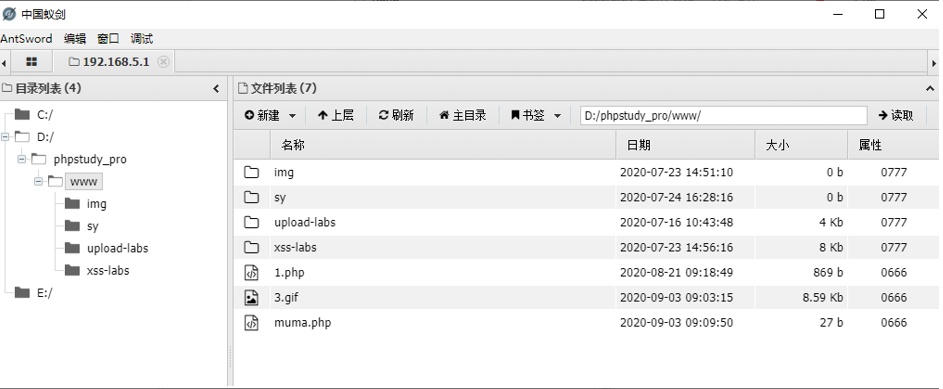 中国蚁剑
AntSword 编辑 窗口 调试
192.168.5.1
目录列表 (4)
C:/
D:/
phpstudy_pro
www
img
sy
upload-labs
xss-labs
E:/
文件列表 (7)
新建 上层 刷新 主目录 书签 D:/phpstudy_pro/www/ 读取
名称 日期 大小 属性
img 2020-07-23 14:51:10 0 b 0777
sy 2020-07-24 16:28:16 0 b 0777
upload-labs 2020-07-16 10:43:48 4 Kb 0777
xss-labs 2020-07-23 14:56:16 8 Kb 0777
1.php 2020-08-21 09:18:49 869 b 0666
3.gif 2020-09-03 09:03:15 8.59 Kb 0666
muma.php 2020-09-03 09:09:50 27 b 0666